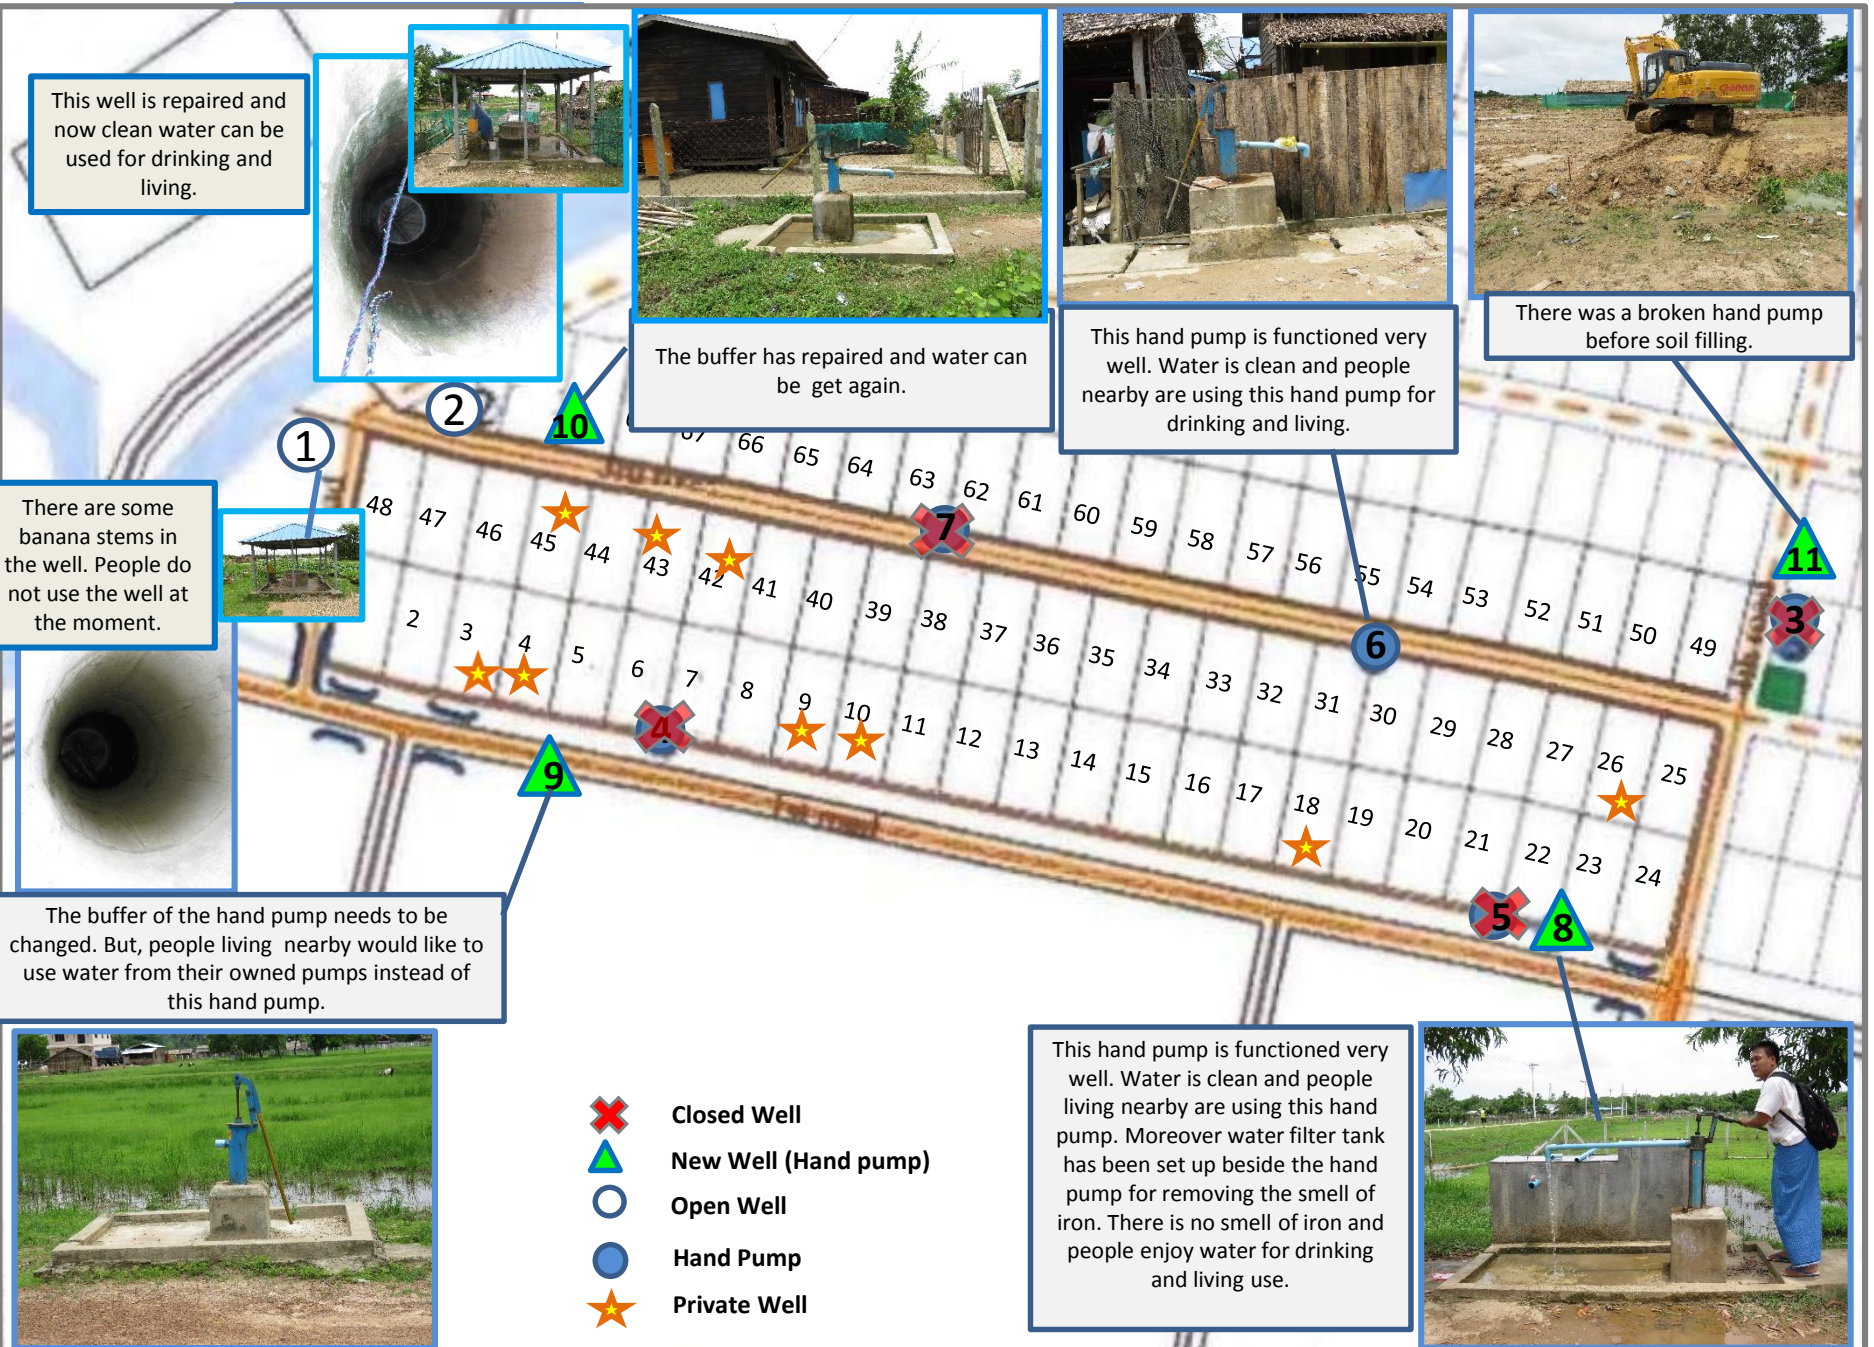 This well is repaired and
now clean water can be
used for drinking and
living.
The buffer has repaired and water can
be get again.
This hand pump is functioned very
well. Water is clean and people
nearby are using this hand pump for
drinking and living.
There was a broken hand pump
before soil filling.
There are some
banana stems in
the well. People do
not use the well at
the moment.
1
2
10
67
66
65
64
63
62
61
60
59
58
57
56
55
54
53
52
51
50
49
11
3
7
6
48
47
46
45
44
43
42
41
40
39
38
37
36
35
34
33
32
31
30
29
28
27
26
25
2
3
4
5
6
7
8
9
10
11
12
13
14
15
16
17
18
19
20
21
22
23
24
4
9
5
8
The buffer of the hand pump needs to be
changed. But, people living nearby would like to
use water from their owned pumps instead of
this hand pump.
Closed Well
New Well (Hand pump)
Open Well
Hand Pump
Private Well
This hand pump is functioned very
well. Water is clean and people
living nearby are using this hand
pump. Moreover water filter tank
has been set up beside the hand
pump for removing the smell of
iron. There is no smell of iron and
people enjoy water for drinking
and living use.